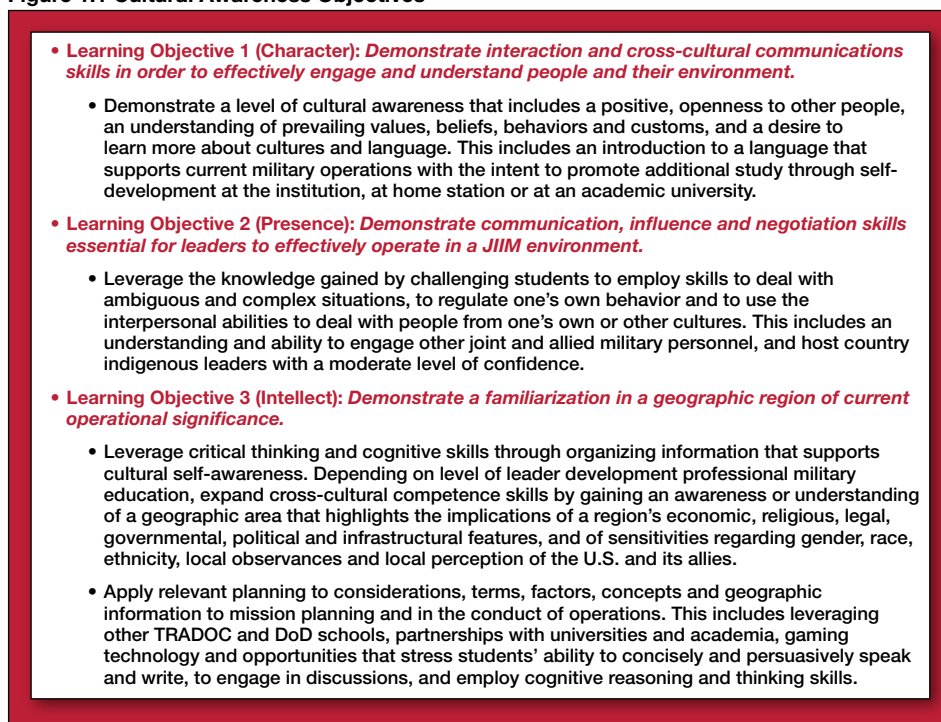 • Learning Objective 1 (Character): Demonstrate interaction and cross-cultural communications
skills in order to effectively engage and understand people and their environment.
• Demonstrate a level of cultural awareness that includes a positive, openness to other people,
an understanding of prevailing values, beliefs, behaviors and customs, and a desire to
learn more about cultures and language. This includes an introduction to a language that
supports current military operations with the intent to promote additional study through self-
development at the institution, at home station or at an academic university.
• Learning Objective 2 (Presence): Demonstrate communication, influence and negotiation skills
essential for leaders to effectively operate in a JIIM environment.
• Leverage the knowledge gained by challenging students to employ skills to deal with
ambiguous and complex situations, to regulate one's own behavior and to use the
interpersonal abilities to deal with people from one's own or other cultures. This includes an
understanding and ability to engage other joint and allied military personnel, and host country
indigenous leaders with a moderate level of confidence.
• Learning Objective 3 (Intellect): Demonstrate a familiarization in a geographic region of current
operational significance.
• Leverage critical thinking and cognitive skills through organizing information that supports
cultural self-awareness. Depending on level of leader development professional military
education, expand cross-cultural competence skills by gaining an awareness or understanding
of a geographic area that highlights the implications of a region's economic, religious, legal,
governmental, political and infrastructural features, and of sensitivities regarding gender, race,
ethnicity, local observances and local perception of the U.S. and its allies.
• Apply relevant planning to considerations, terms, factors, concepts and geographic
information to mission planning and in the conduct of operations. This includes leveraging
other TRADOC and DoD schools, partnerships with universities and academia, gaming
technology and opportunities that stress students' ability to concisely and persuasively speak
and write, to engage in discussions, and employ cognitive reasoning and thinking skills.